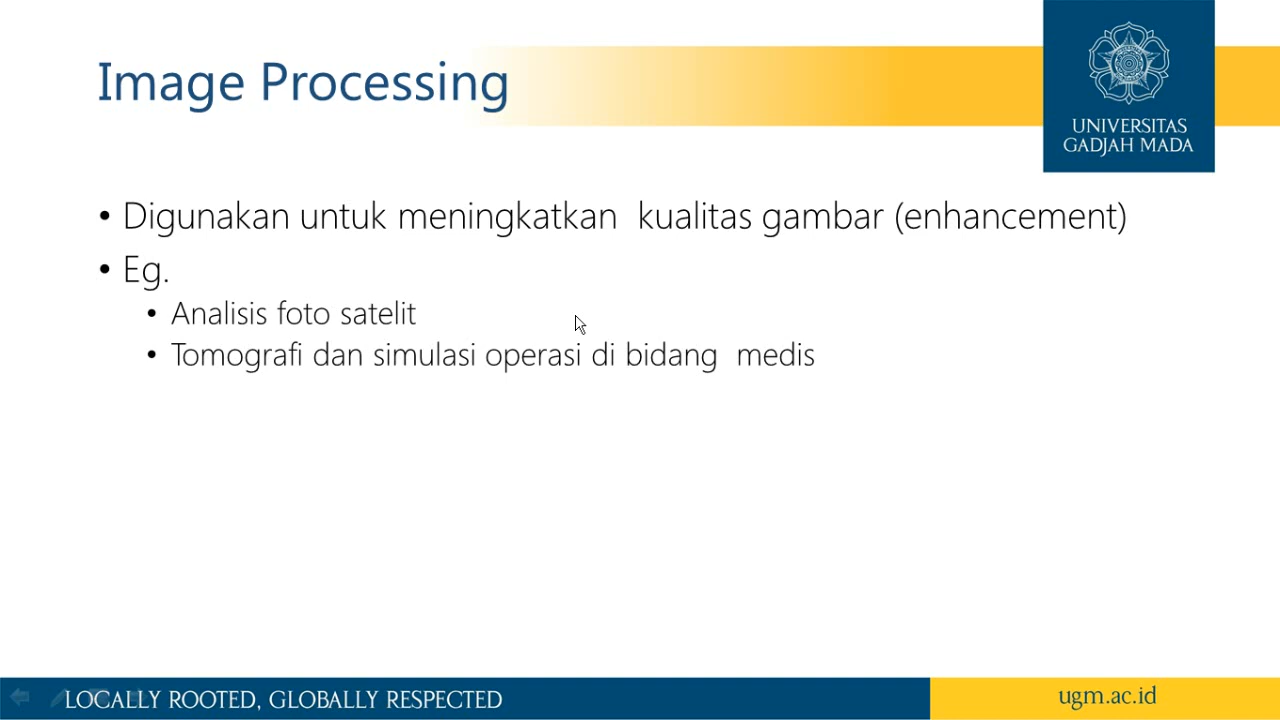 Image Processing
UNIVERSITAS
GADJAH MADA
• Digunakan untuk meningkatkan  kualitas gambar (enhancement)
• Eg.
• Analisis foto satelit
• Tomografi dan simulasi operasi di bidang  medis
LOCALLY ROOTED, GLOBALLY RESPECTED
ugm.ac.id